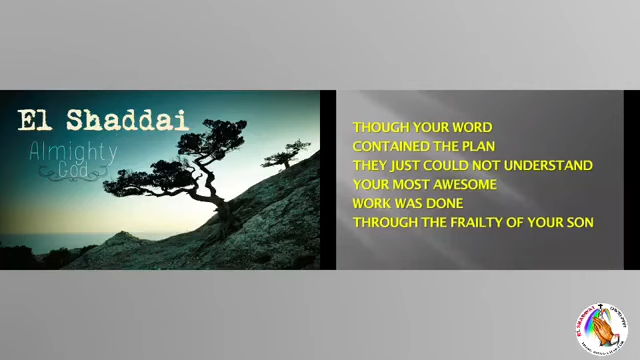 El Shaddai
Almighty
God
THOUGH YOUR WORD
CONTAINED THE PLAN
THEY JUST COULD NOT UNDERSTAND
YOUR MOST AWESOME
WORK WAS DONE
THROUGH THE FRAILTY OF YOUR SON